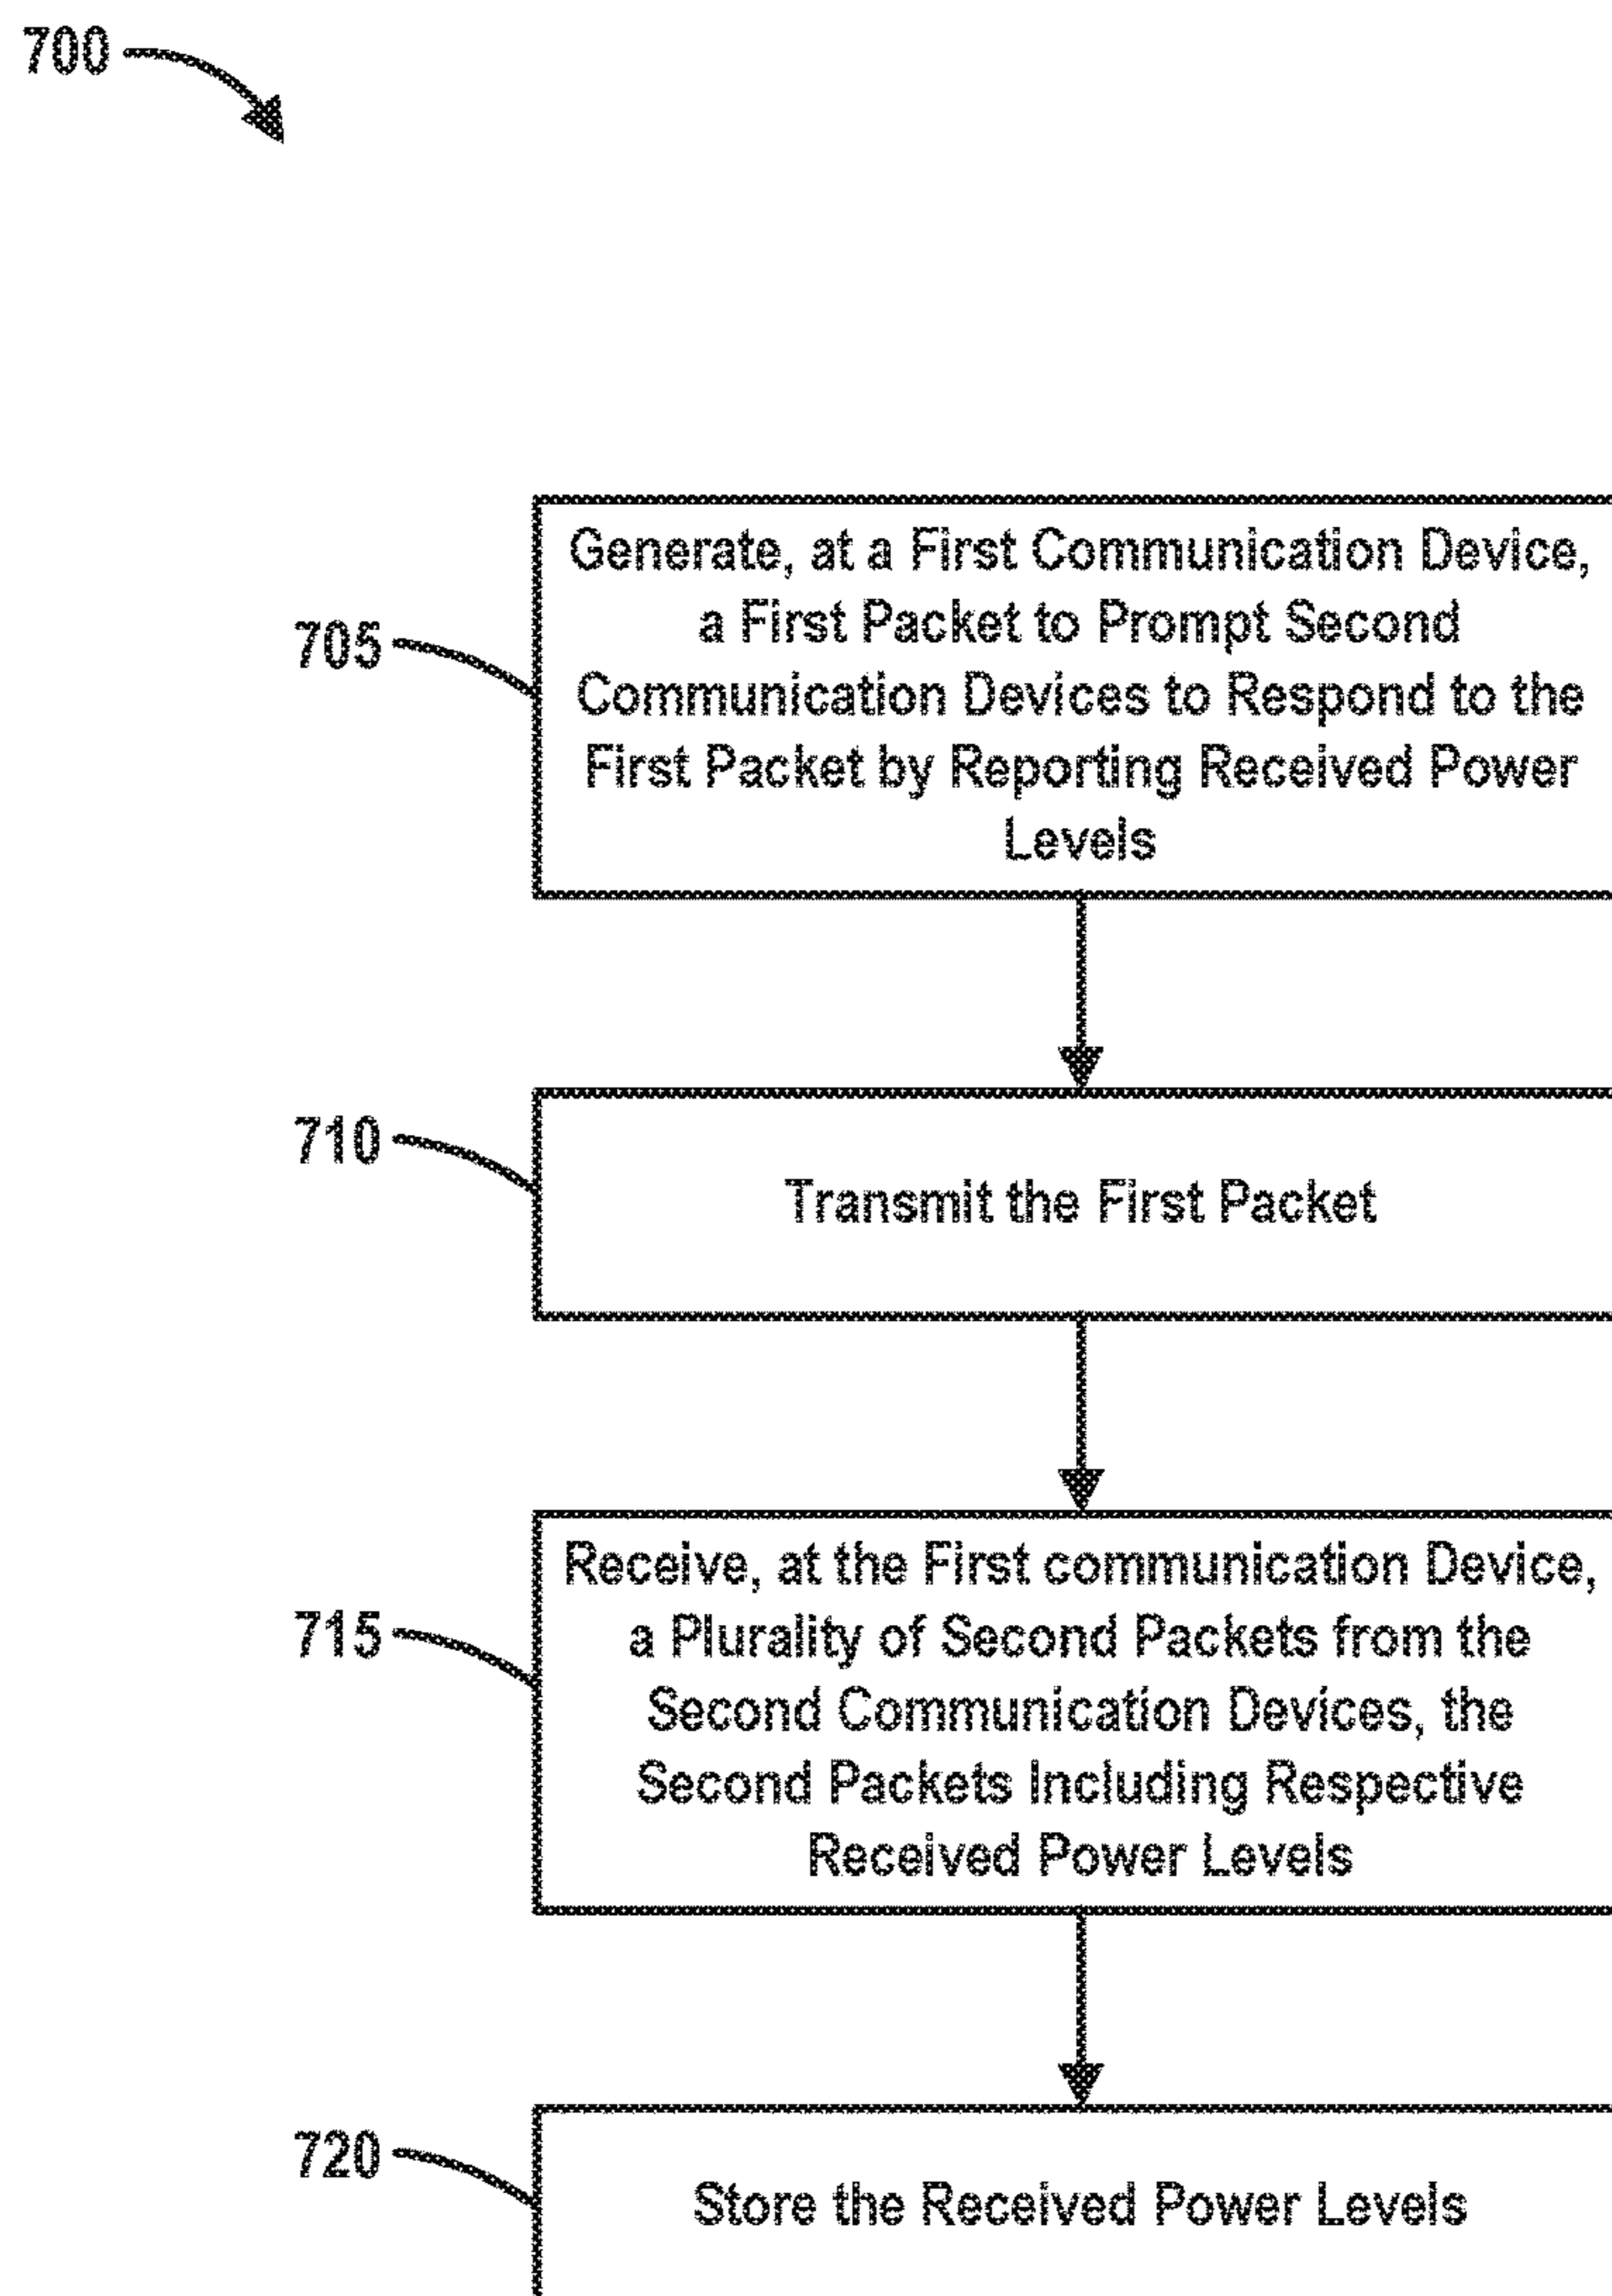 700
Generate, at a First Communication Device,
a First Packet to Prompt Second
705
Communication Devices to Respond to the
First Packet by Reporting Received Power
Levels
710
Transmit the First Packet
Receive, at the First communication Device,
715
a Plurality of Second Packets from the
Second Communication Devices, the
Second Packets Including Respective
Received Power Levels
720
Store the Received Power Levels